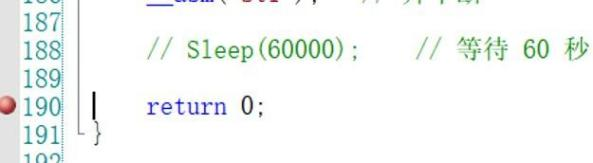 187
188 // Sleep(60000); // 等待 60 秒
189
190 return 0;
191 }